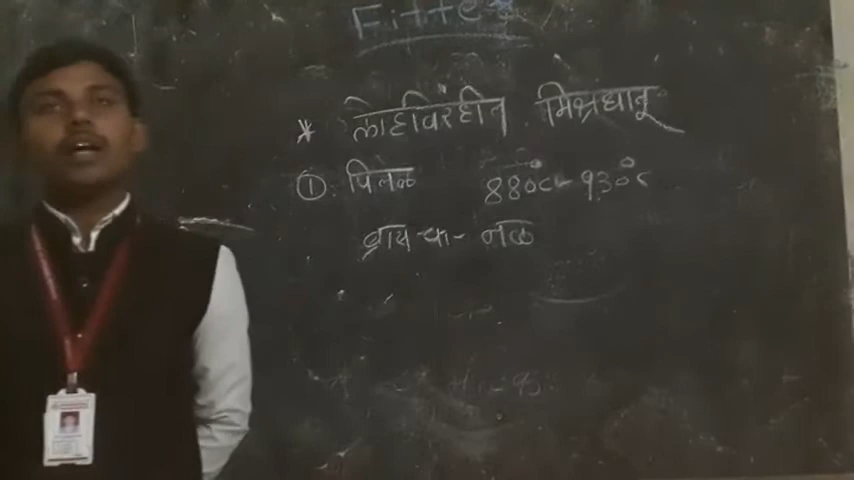 Fitter
* लोहविरहीत मिश्रधातू
① पितळ 880°c - 930°c
नळ